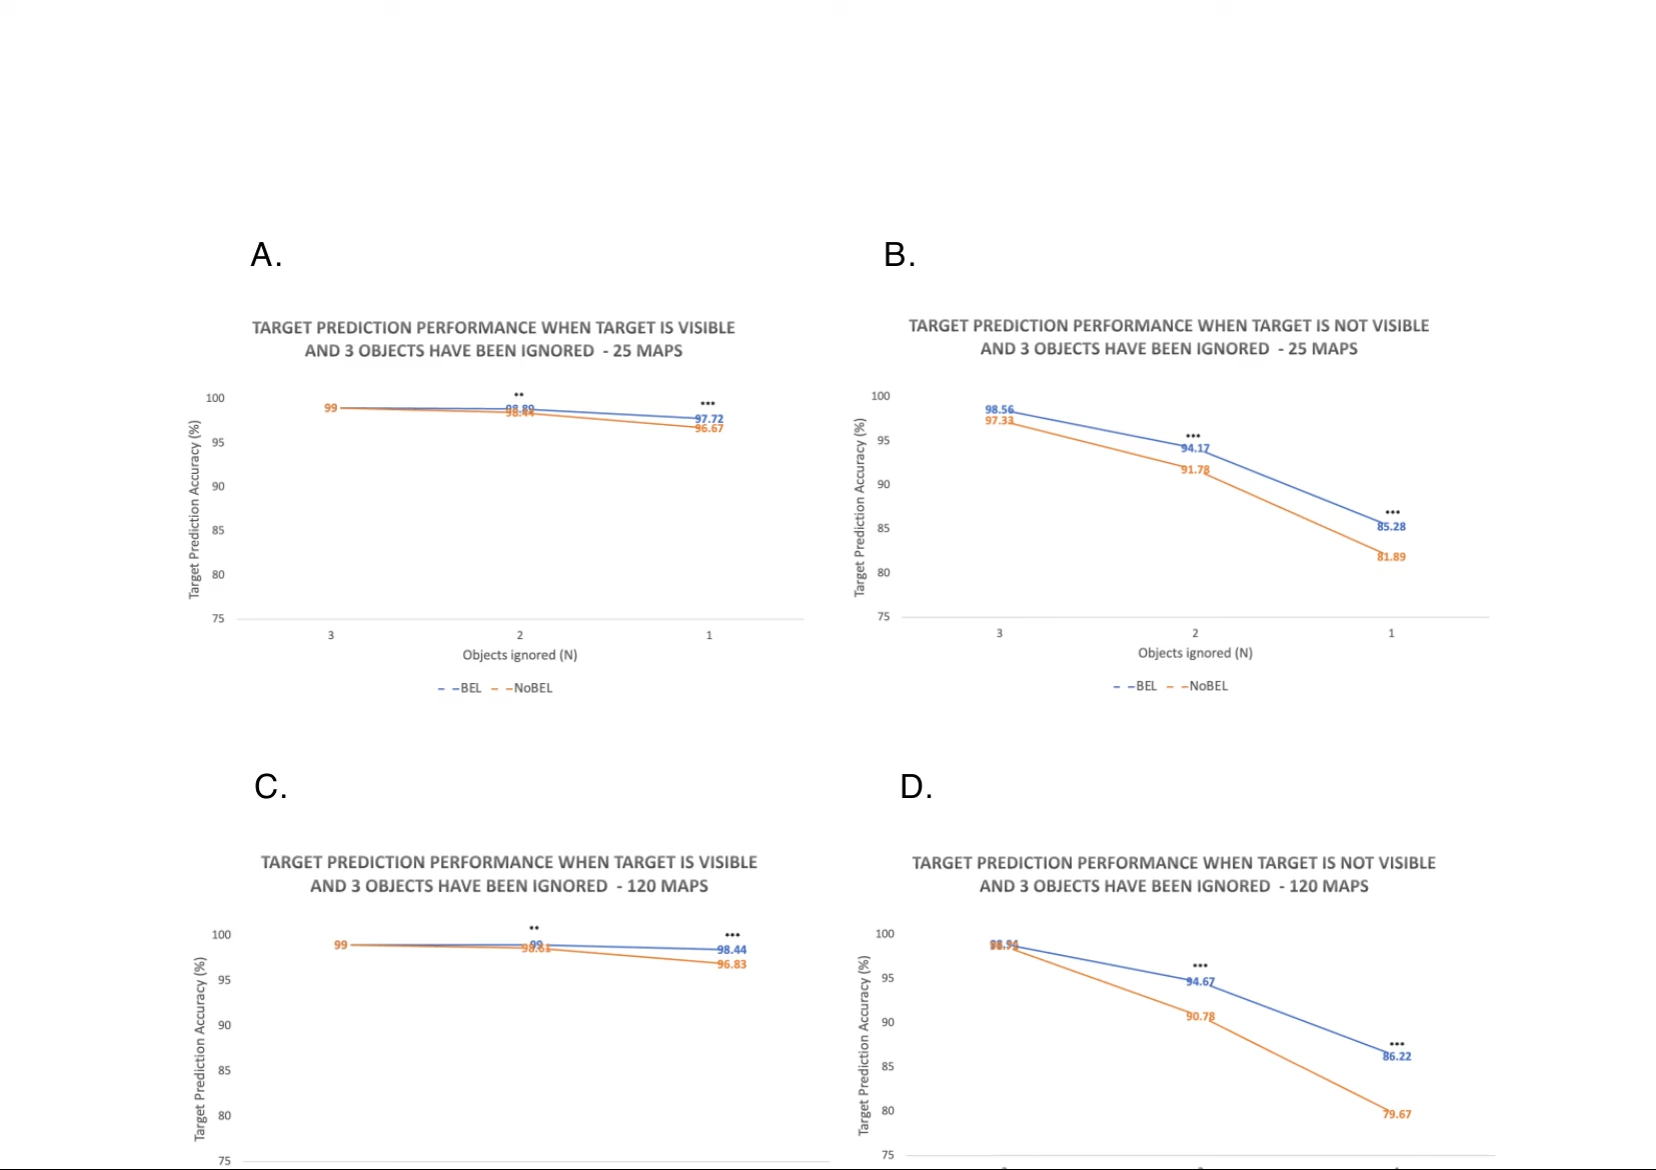 A.
TARGET PREDICTION PERFORMANCE WHEN TARGET IS VISIBLE
AND 3 OBJECTS HAVE BEEN IGNORED - 25 MAPS
Target Prediction Accuracy (%)
100
95
90
85
80
75
99
**
98.89
98.44
***
97.72
96.67
3
2
1
Objects ignored (N)
BEL
NoBEL
B.
TARGET PREDICTION PERFORMANCE WHEN TARGET IS NOT VISIBLE
AND 3 OBJECTS HAVE BEEN IGNORED - 25 MAPS
Target Prediction Accuracy (%)
100
95
90
85
80
75
98.56
97.33
***
94.17
91.78
***
85.28
81.89
3
2
1
Objects ignored (N)
BEL
NoBEL
C.
TARGET PREDICTION PERFORMANCE WHEN TARGET IS VISIBLE
AND 3 OBJECTS HAVE BEEN IGNORED - 120 MAPS
Target Prediction Accuracy (%)
100
95
90
85
80
75
99
**
99
98.61
***
98.44
96.83
D.
TARGET PREDICTION PERFORMANCE WHEN TARGET IS NOT VISIBLE
AND 3 OBJECTS HAVE BEEN IGNORED - 120 MAPS
Target Prediction Accuracy (%)
100
95
90
85
80
75
***
94.67
90.78
***
86.22
79.67